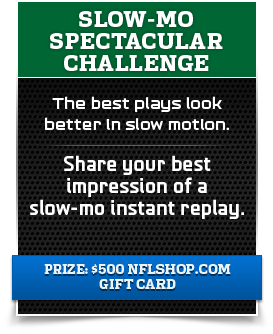 SLOW-MO
SPECTACULAR
CHALLENGE
The best plays look
better in slow motion.
Share your best
impression of a
slow-mo instant replay.
PRIZE: $500 NFLSHOP.COM
GIFT CARD